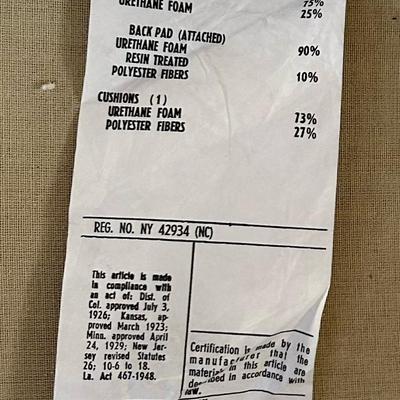 URETHANE FOAM 75%
25%
BACK PAD (ATTACHED)
URETHANE FOAM 90%
RESIN TREATED
POLYESTER FIBERS 10%
CUSHIONS (1)
URETHANE FOAM 73%
POLYESTER FIBERS 27%
REG. NO. NY 42934 (NC)
This article is made
in compliance with
an act of: Dist. of
Col. approved July 3,
1926; Kansas, ap-
proved March 1923;
Minn. approved April
24, 1929; New Jer-
sey revised Statutes
26; 10-6 to 18.
La. Act 467-1948.
Certification is made by the
manufacturer that the
materials in this article are
described in accordance with
law.